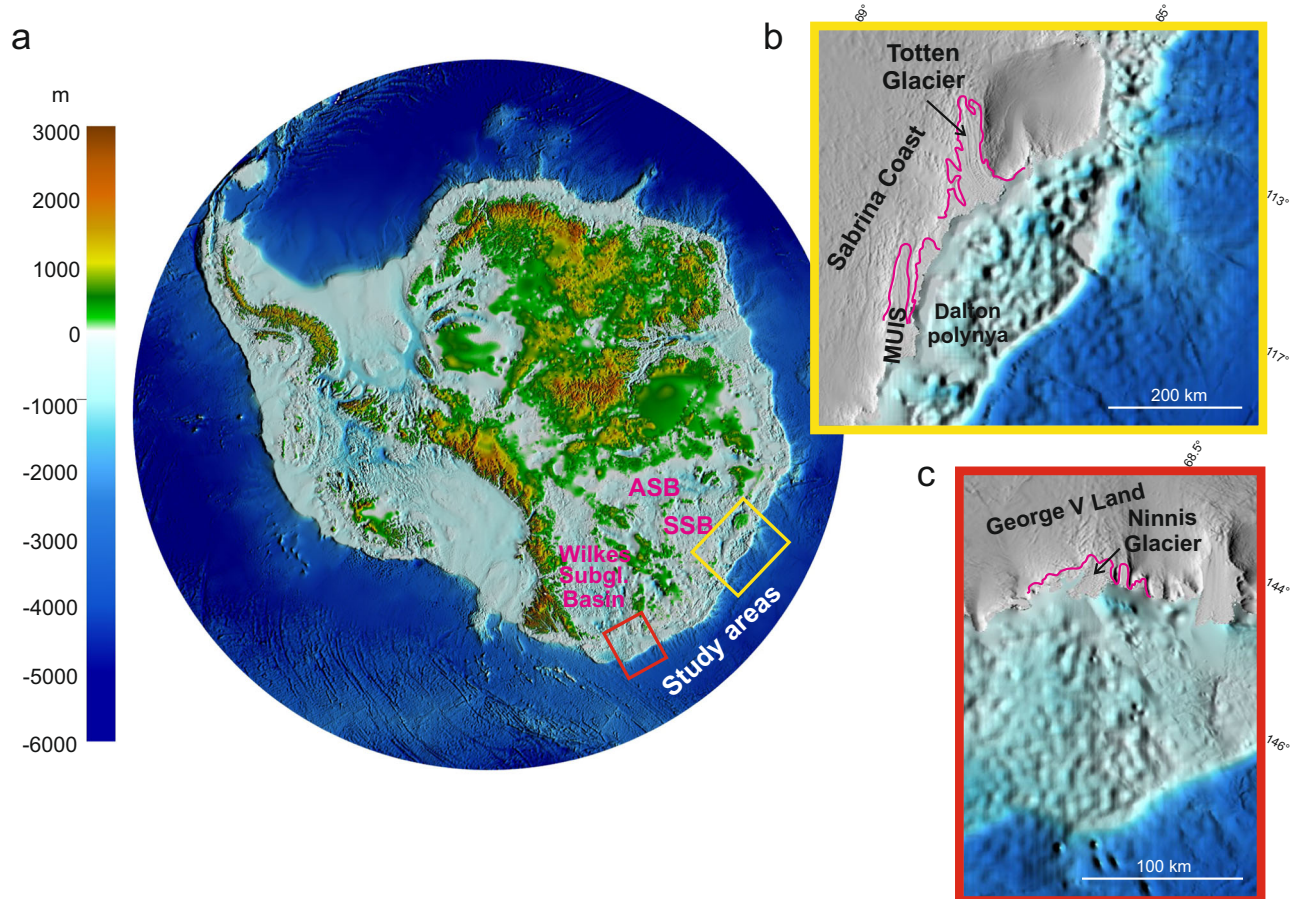 a
m
3000
2000
1000
0
-1000
-2000
-3000
-4000
-5000
-6000
ASB
SSB
Wilkes
Subgl.
Basin
Study areas
b
69°
65°
Totten
Glacier
Sabrina Coast
113°
MUIS
Dalton
polynya
117°
200 km
c
68.5°
George V Land
Ninnis
Glacier
144°
146°
100 km